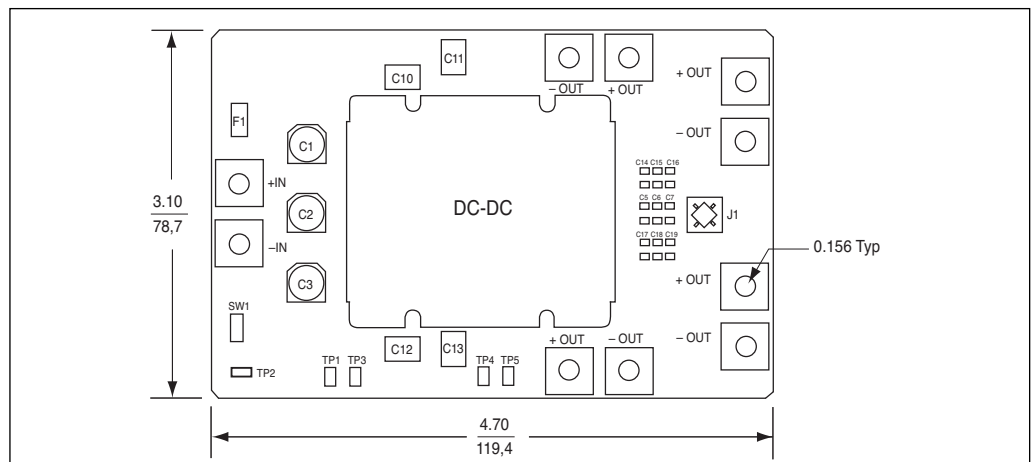 C11
C10
– OUT
+ OUT
+ OUT
– OUT
F1
C1
C2
C3
+IN
–IN
3.10
78,7
DC-DC
C14 C15 C16
C5 C6 C7
C17 C18 C19
J1
0.156 Typ
+ OUT
– OUT
SW1
TP2
TP1 TP3
C12
C13
TP4 TP5
+ OUT
– OUT
4.70
119,4